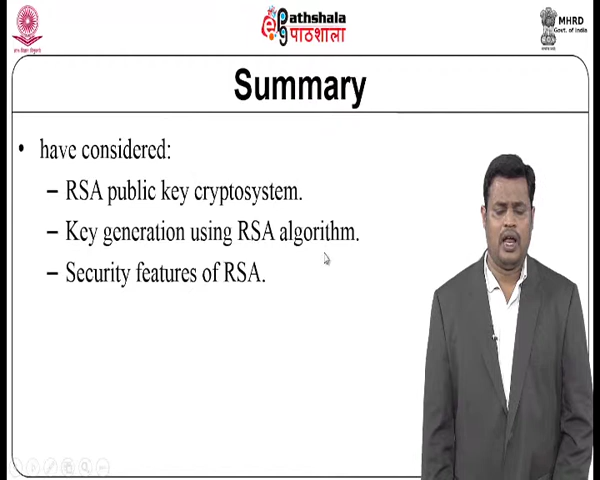 Pathshala
पाठशाला
MHRD
Govt. of India
Summary
• have considered:
– RSA public key cryptosystem.
– Key generation using RSA algorithm.
– Security features of RSA.